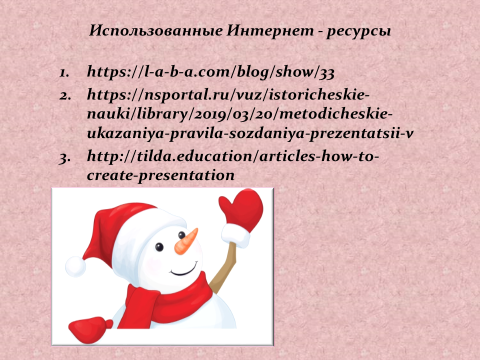 Использованные Интернет - ресурсы
1. https://l-a-b-a.com/blog/show/33
2. https://nsportal.ru/vuz/istoricheskie-
nauki/library/2019/03/20/metodicheskie-
ukazaniya-pravila-sozdaniya-prezentatsii-v
3. http://tilda.education/articles-how-to-
create-presentation